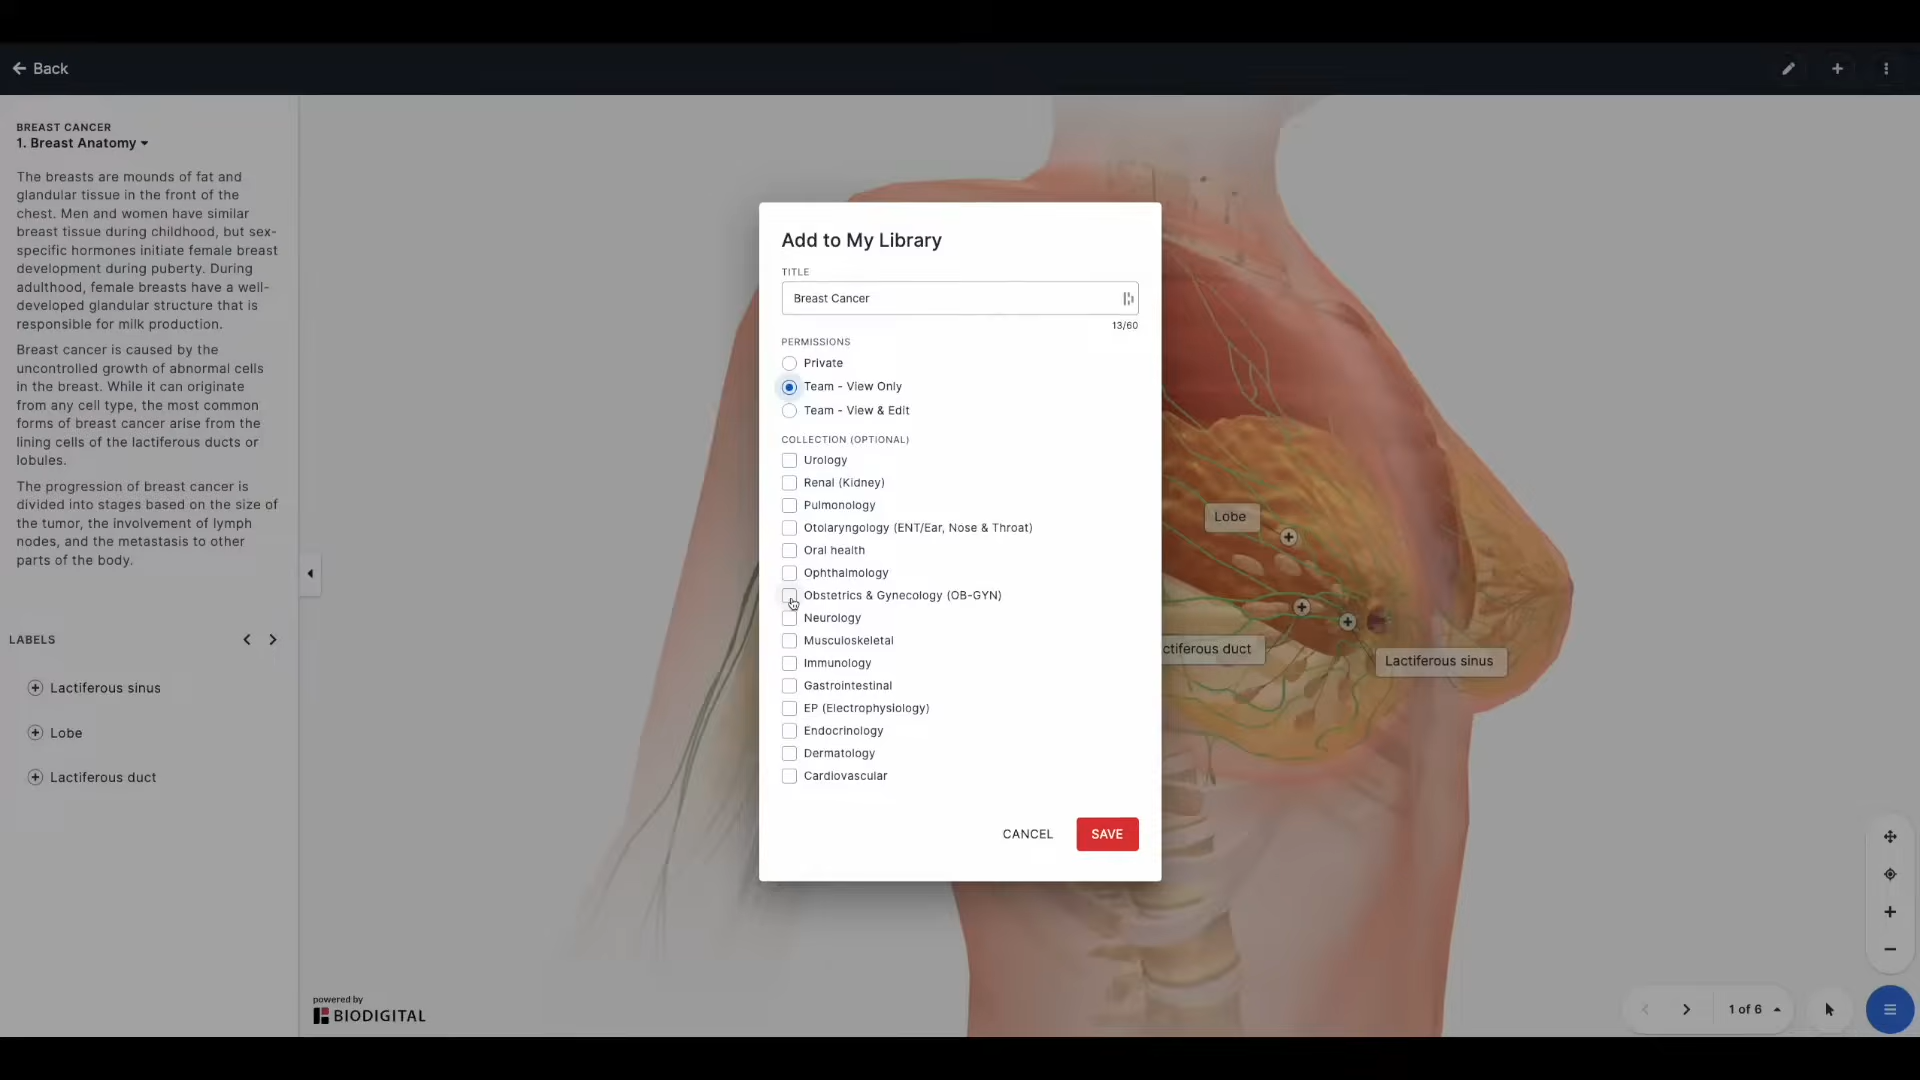 Back
BREAST CANCER
1. Breast Anatomy
The breasts are mounds of fat and
glandular tissue in the front of the
chest. Men and women have similar
breast tissue during childhood, but sex-
specific hormones initiate female breast
development during puberty. During
adulthood, female breasts have a well-
developed glandular structure that is
responsible for milk production.
Breast cancer is caused by the
uncontrolled growth of abnormal cells
in the breast. While it can originate
from any cell type, the most common
forms of breast cancer arise from the
lining cells of the lactiferous ducts or
lobules.
The progression of breast cancer is
divided into stages based on the size of
the tumor, the involvement of lymph
nodes, and the metastasis to other
parts of the body.
LABELS
Lactiferous sinus
Lobe
Lactiferous duct
Add to My Library
TITLE
Breast Cancer
13/60
PERMISSIONS
Private
Team - View Only
Team - View & Edit
COLLECTION (OPTIONAL)
Urology
Renal (Kidney)
Pulmonology
Otolaryngology (ENT/Ear, Nose & Throat)
Oral health
Ophthalmology
Obstetrics & Gynecology (OB-GYN)
Neurology
Musculoskeletal
Immunology
Gastrointestinal
EP (Electrophysiology)
Endocrinology
Dermatology
Cardiovascular
CANCEL
SAVE
Lobe
ctiferous duct
Lactiferous sinus
powered by
BIODIGITAL
1 of 6